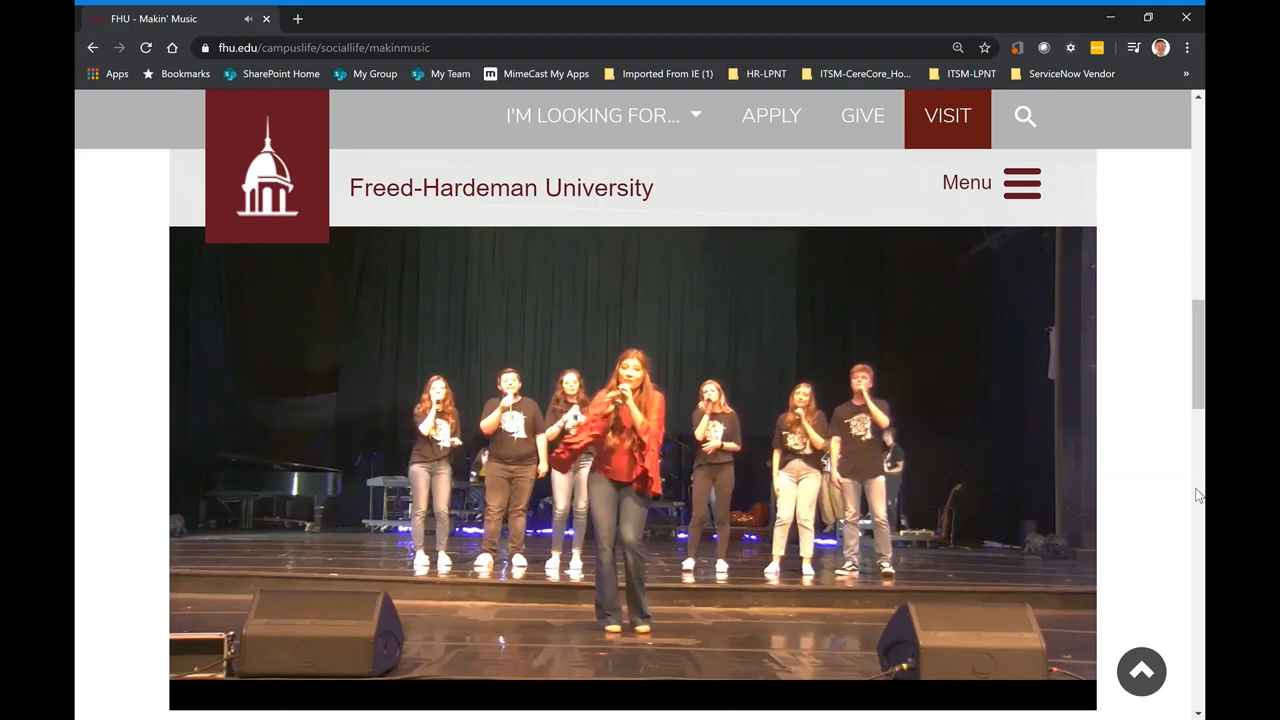 FHU - Makin' Music
fhu.edu/campuslife/sociallife/makinmusic
Apps Bookmarks SharePoint Home My Group My Team MimeCast My Apps Imported From IE (1) HR-LPNT ITSM-CereCore_Ho... ITSM-LPNT ServiceNow Vendor »
I'M LOOKING FOR... APPLY GIVE VISIT
Freed-Hardeman University
Menu